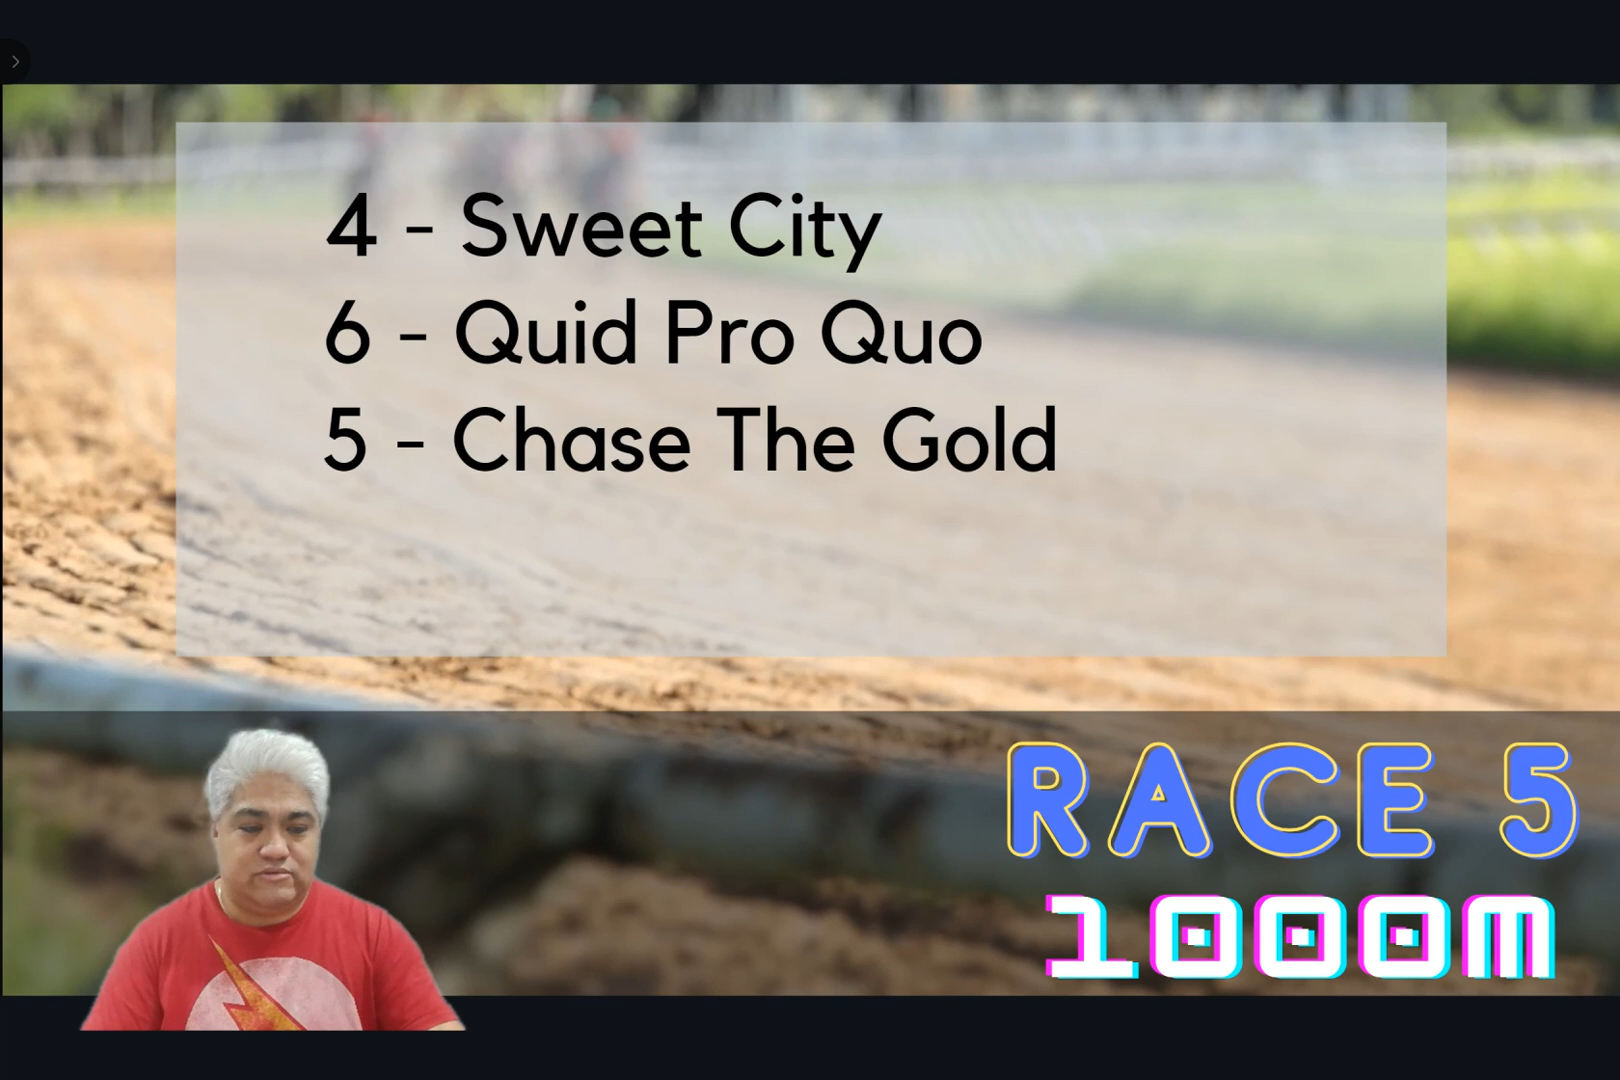 4 - Sweet City
6 - Quid Pro Quo
5 - Chase The Gold
RACE 5
1000M